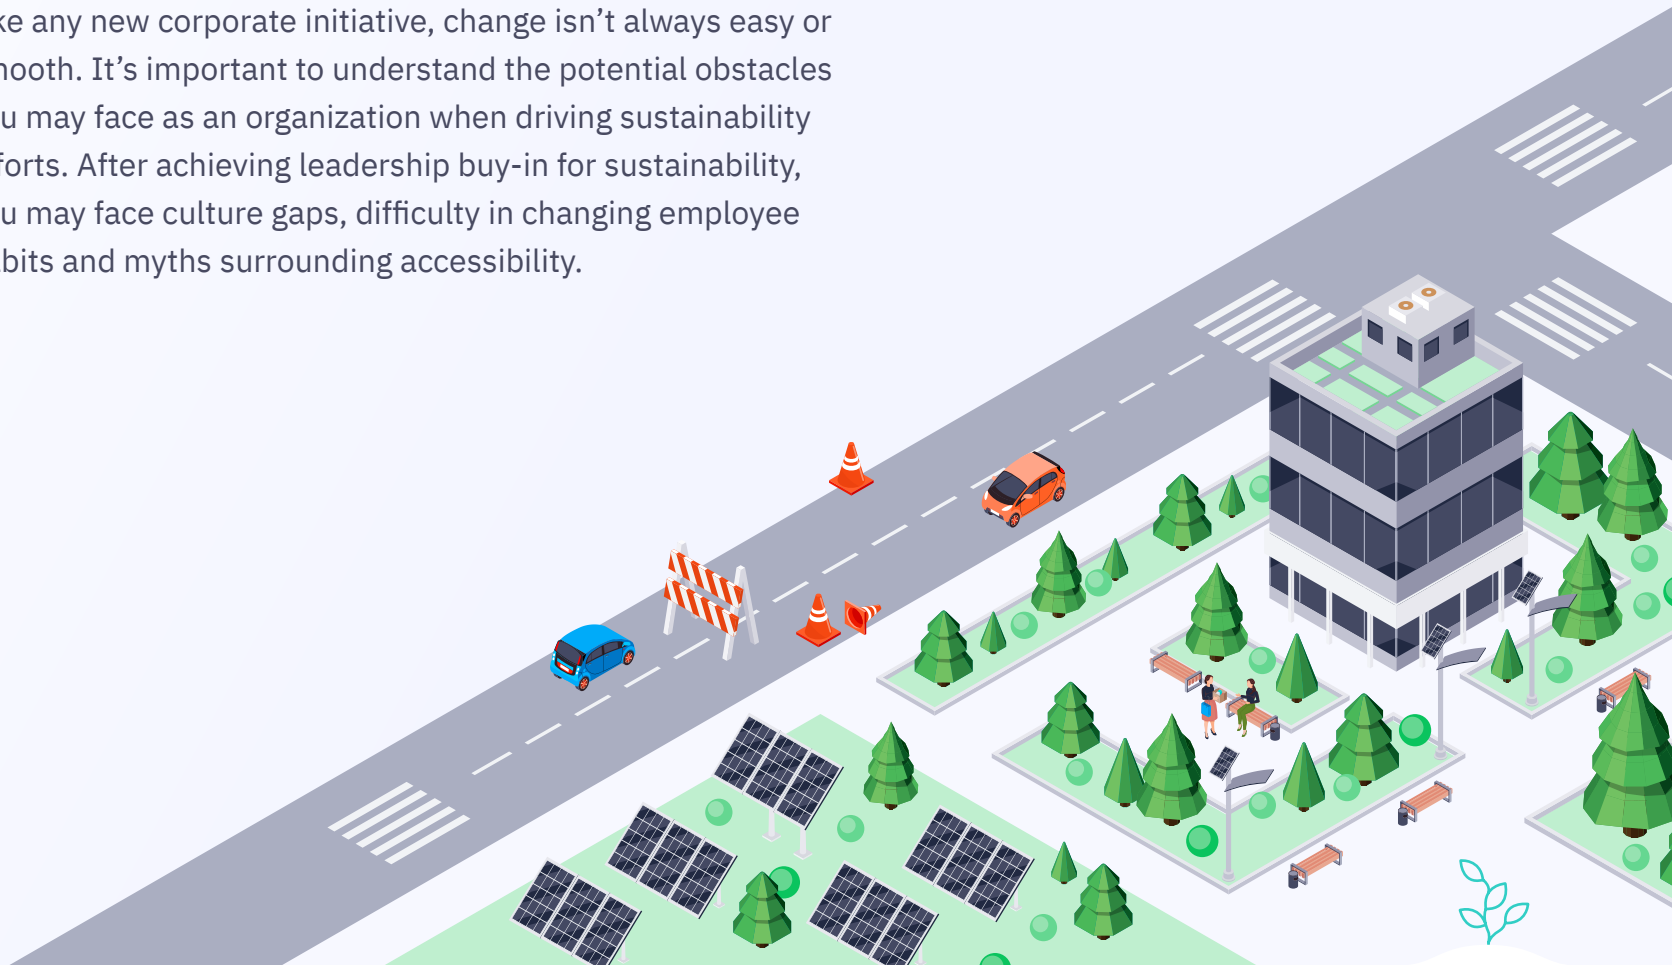 ke any new corporate initiative, change isn’t always easy or
nooth. It’s important to understand the potential obstacles
u may face as an organization when driving sustainability
forts. After achieving leadership buy-in for sustainability,
u may face culture gaps, difficulty in changing employee
bits and myths surrounding accessibility.